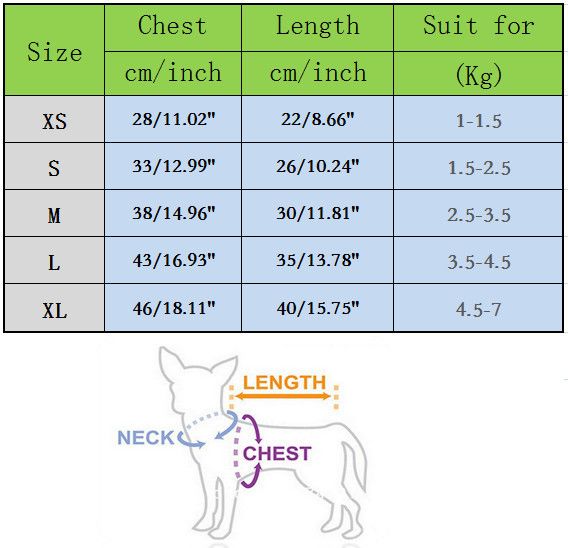 Size Chest Length Suit for
cm/inch cm/inch (Kg)
XS 28/11.02" 22/8.66" 1-1.5
S 33/12.99" 26/10.24" 1.5-2.5
M 38/14.96" 30/11.81" 2.5-3.5
L 43/16.93" 35/13.78" 3.5-4.5
XL 46/18.11" 40/15.75" 4.5-7
LENGTH
NECK
CHEST